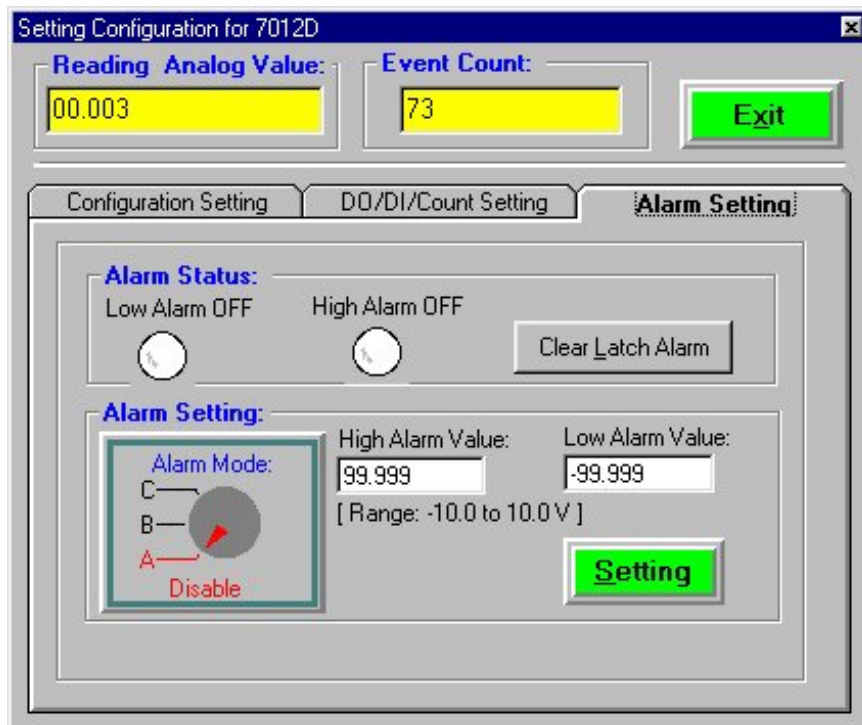 Setting Configuration for 7012D
Reading Analog Value:
Event Count:
00.003
73
Exit
Configuration Setting
DO/DI/Count Setting
Alarm Setting
Alarm Status:
Low Alarm OFF
High Alarm OFF
Clear Latch Alarm
Alarm Setting:
Alarm Mode:
C
B
A
Disable
High Alarm Value:
Low Alarm Value:
99.999
-99.999
[ Range: -10.0 to 10.0 V ]
Setting